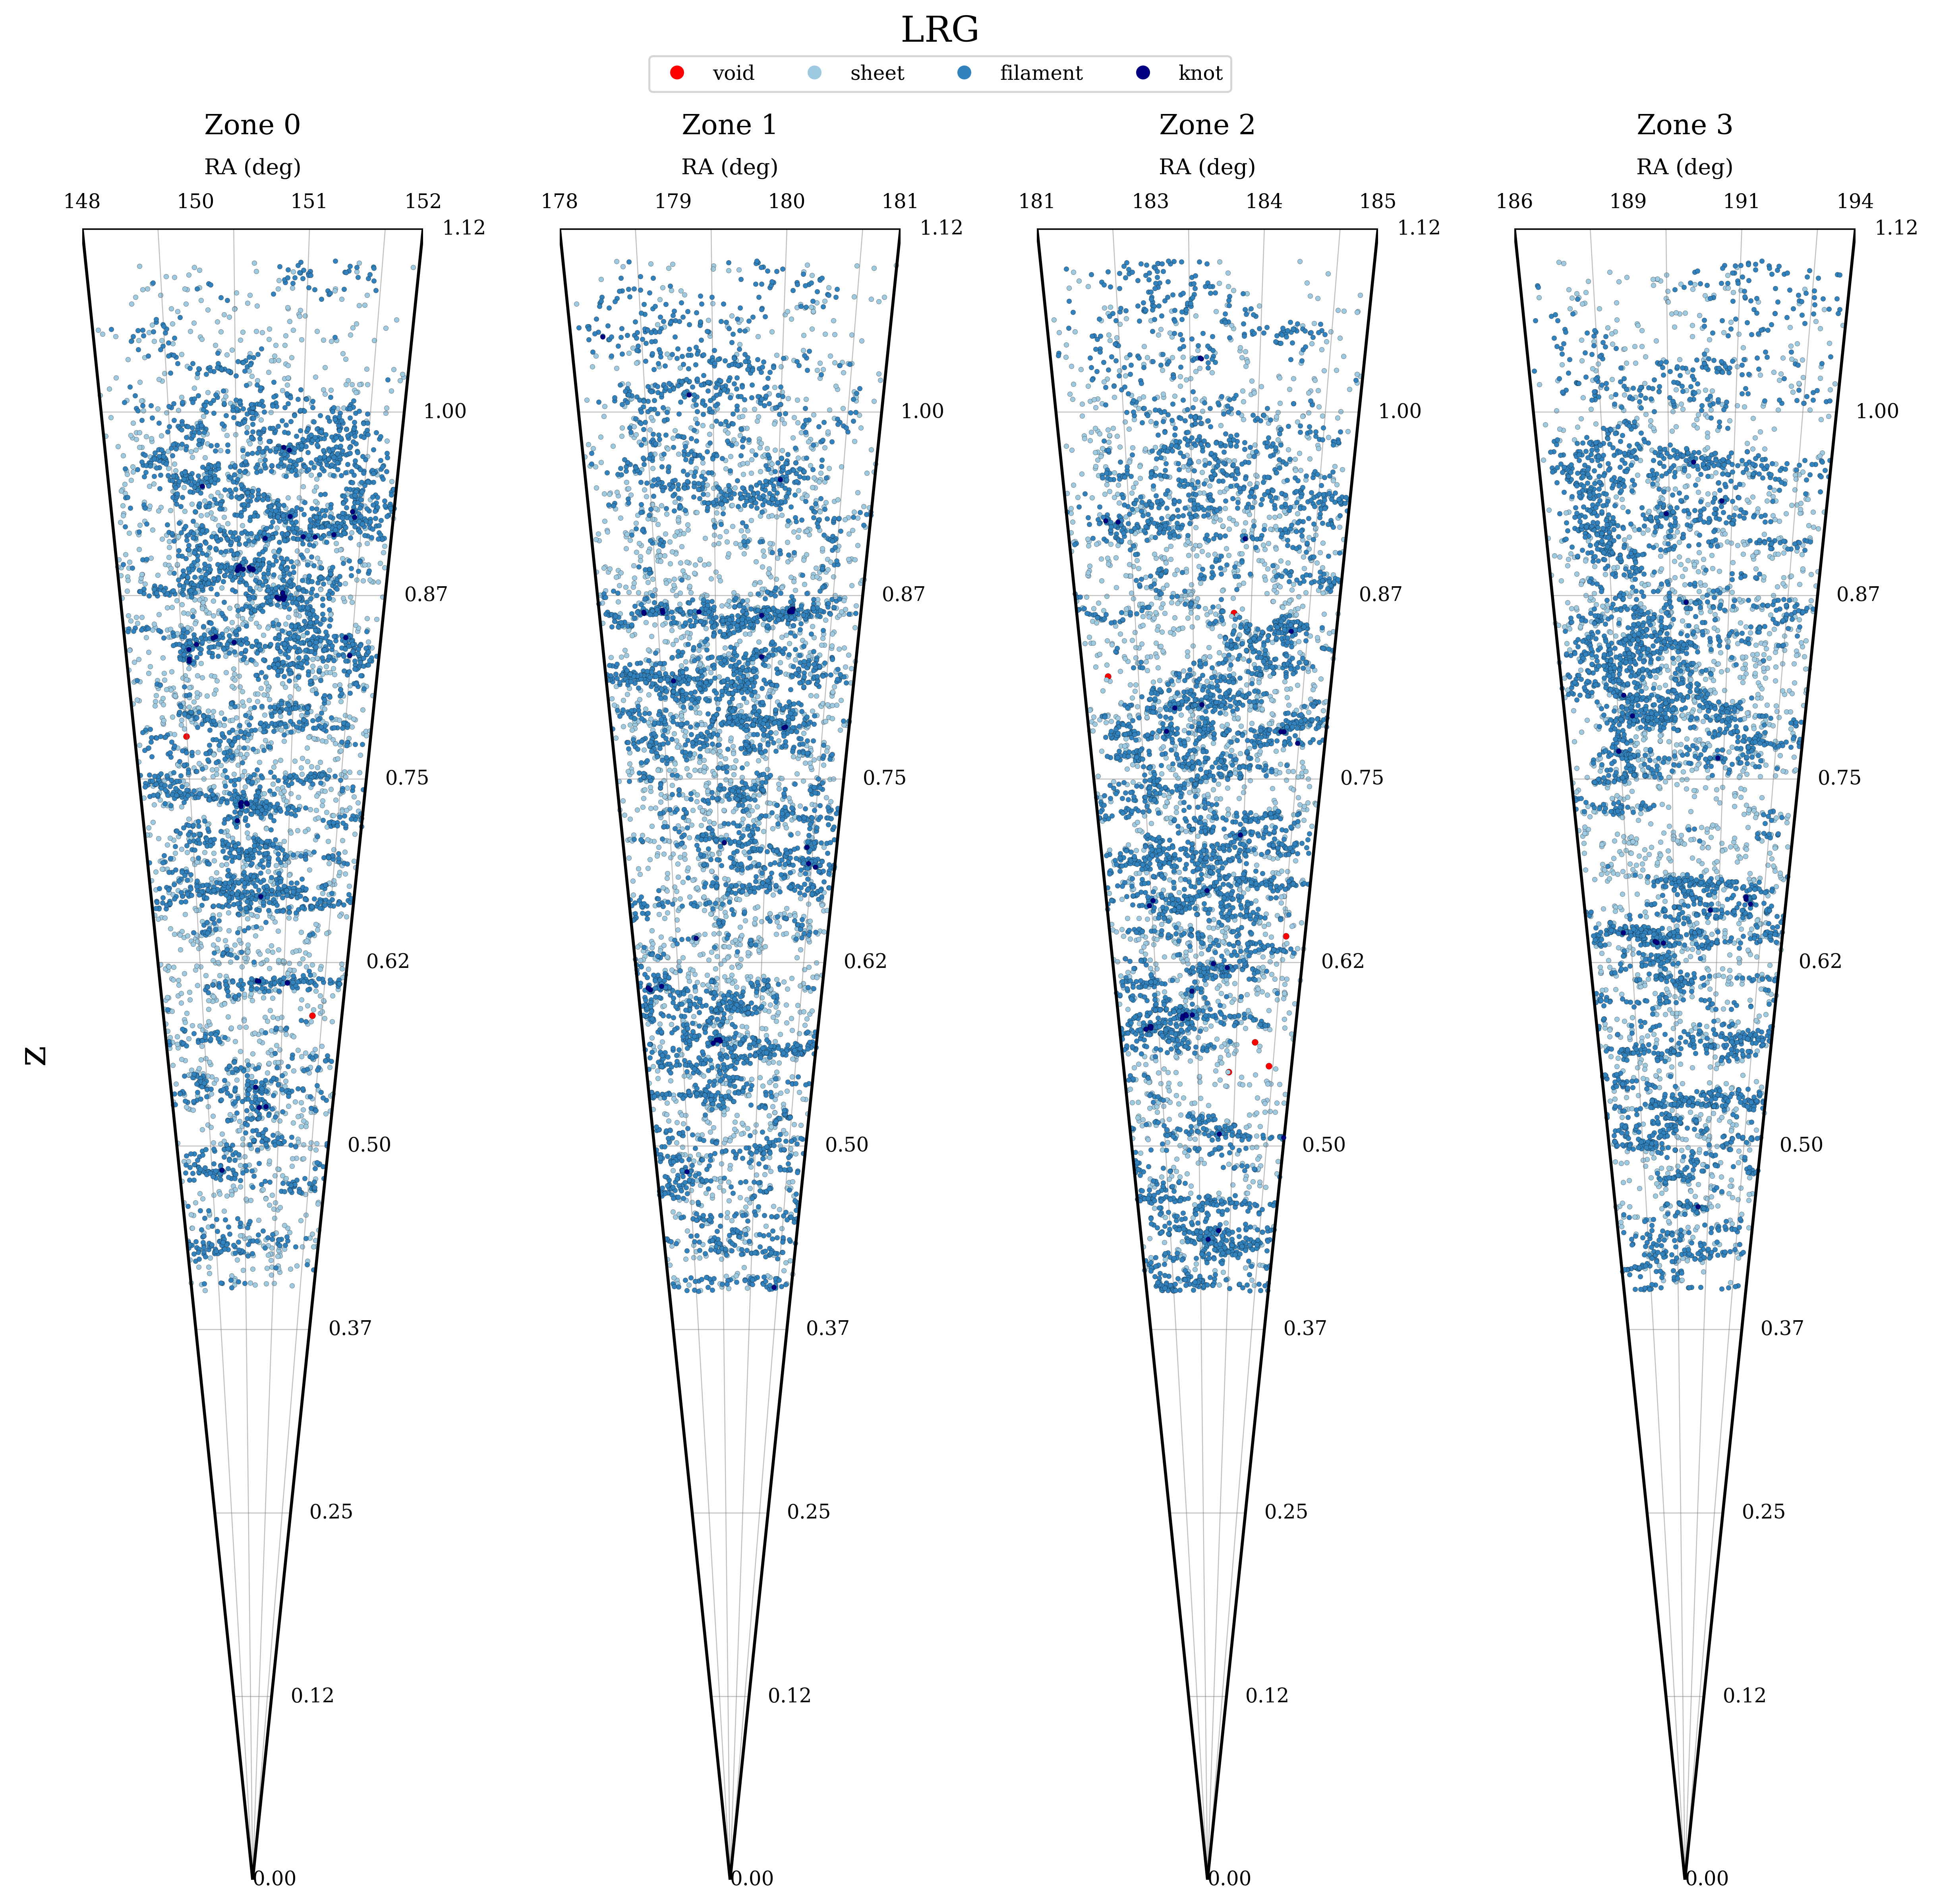 LRG
void sheet filament knot
Zone 0 Zone 1 Zone 2 Zone 3
RA (deg) RA (deg) RA (deg) RA (deg)
148 150 151 152 178 179 180 181 181 183 184 185 186 189 191 194
1.12 1.12 1.12 1.12
1.00 1.00 1.00 1.00
0.87 0.87 0.87 0.87
0.75 0.75 0.75 0.75
0.62 0.62 0.62 0.62
z
0.50 0.50 0.50 0.50
0.37 0.37 0.37 0.37
0.25 0.25 0.25 0.25
0.12 0.12 0.12 0.12
0.00 0.00 0.00 0.00